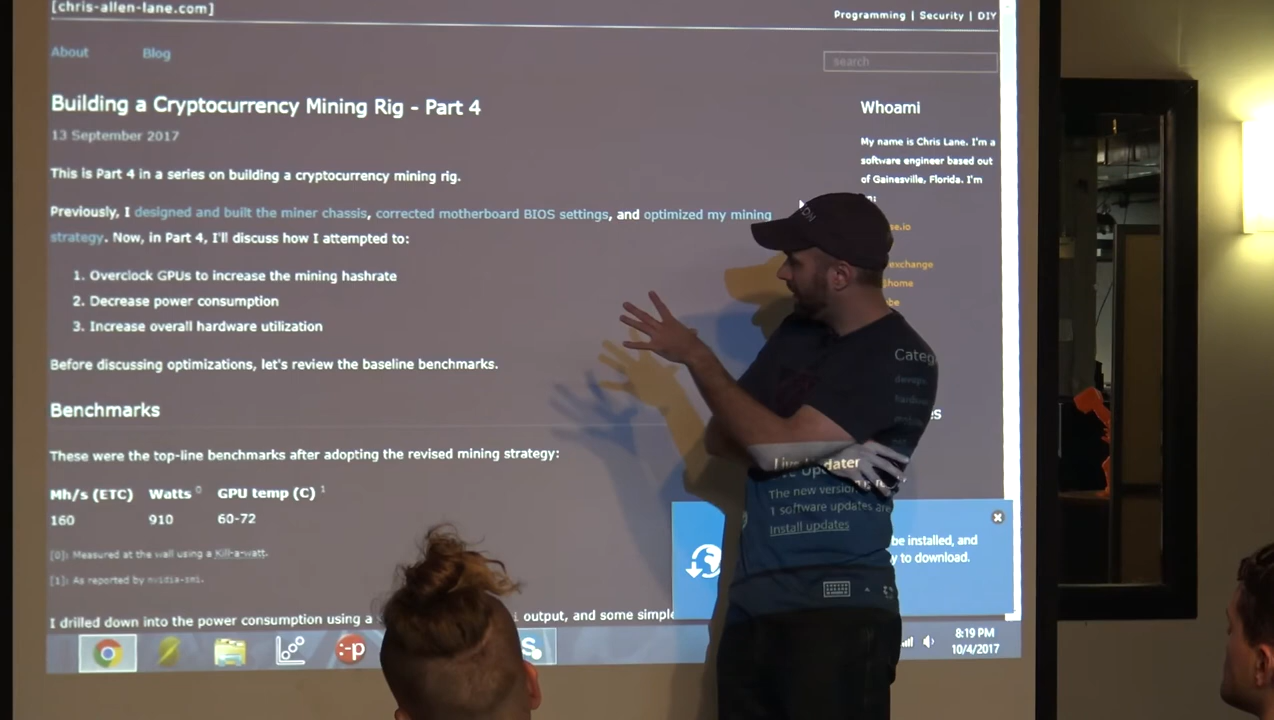 [chris-allen-lane.com]
Programming | Security | DIY
About
Blog
search
Building a Cryptocurrency Mining Rig - Part 4
13 September 2017
This is Part 4 in a series on building a cryptocurrency mining rig.
Previously, I designed and built the miner chassis, corrected motherboard BIOS settings, and optimized my mining
strategy. Now, in Part 4, I'll discuss how I attempted to:
1. Overclock GPUs to increase the mining hashrate
2. Decrease power consumption
3. Increase overall hardware utilization
Before discussing optimizations, let's review the baseline benchmarks.
Benchmarks
These were the top-line benchmarks after adopting the revised mining strategy:
Mh/s (ETC) Watts 0 GPU temp (C) 1
160 910 60-72
[0]: Measured at the wall using a Kill-a-watt.
[1]: As reported by nvidia-smi.
I drilled down into the power consumption using a output, and some simple
Whoami
My name is Chris Lane. I'm a
software engineer based out
of Gainesville, Florida. I'm
Updater
The new version
1 software updates are
Install updates
be installed, and
to download.
8:19 PM
10/4/2017